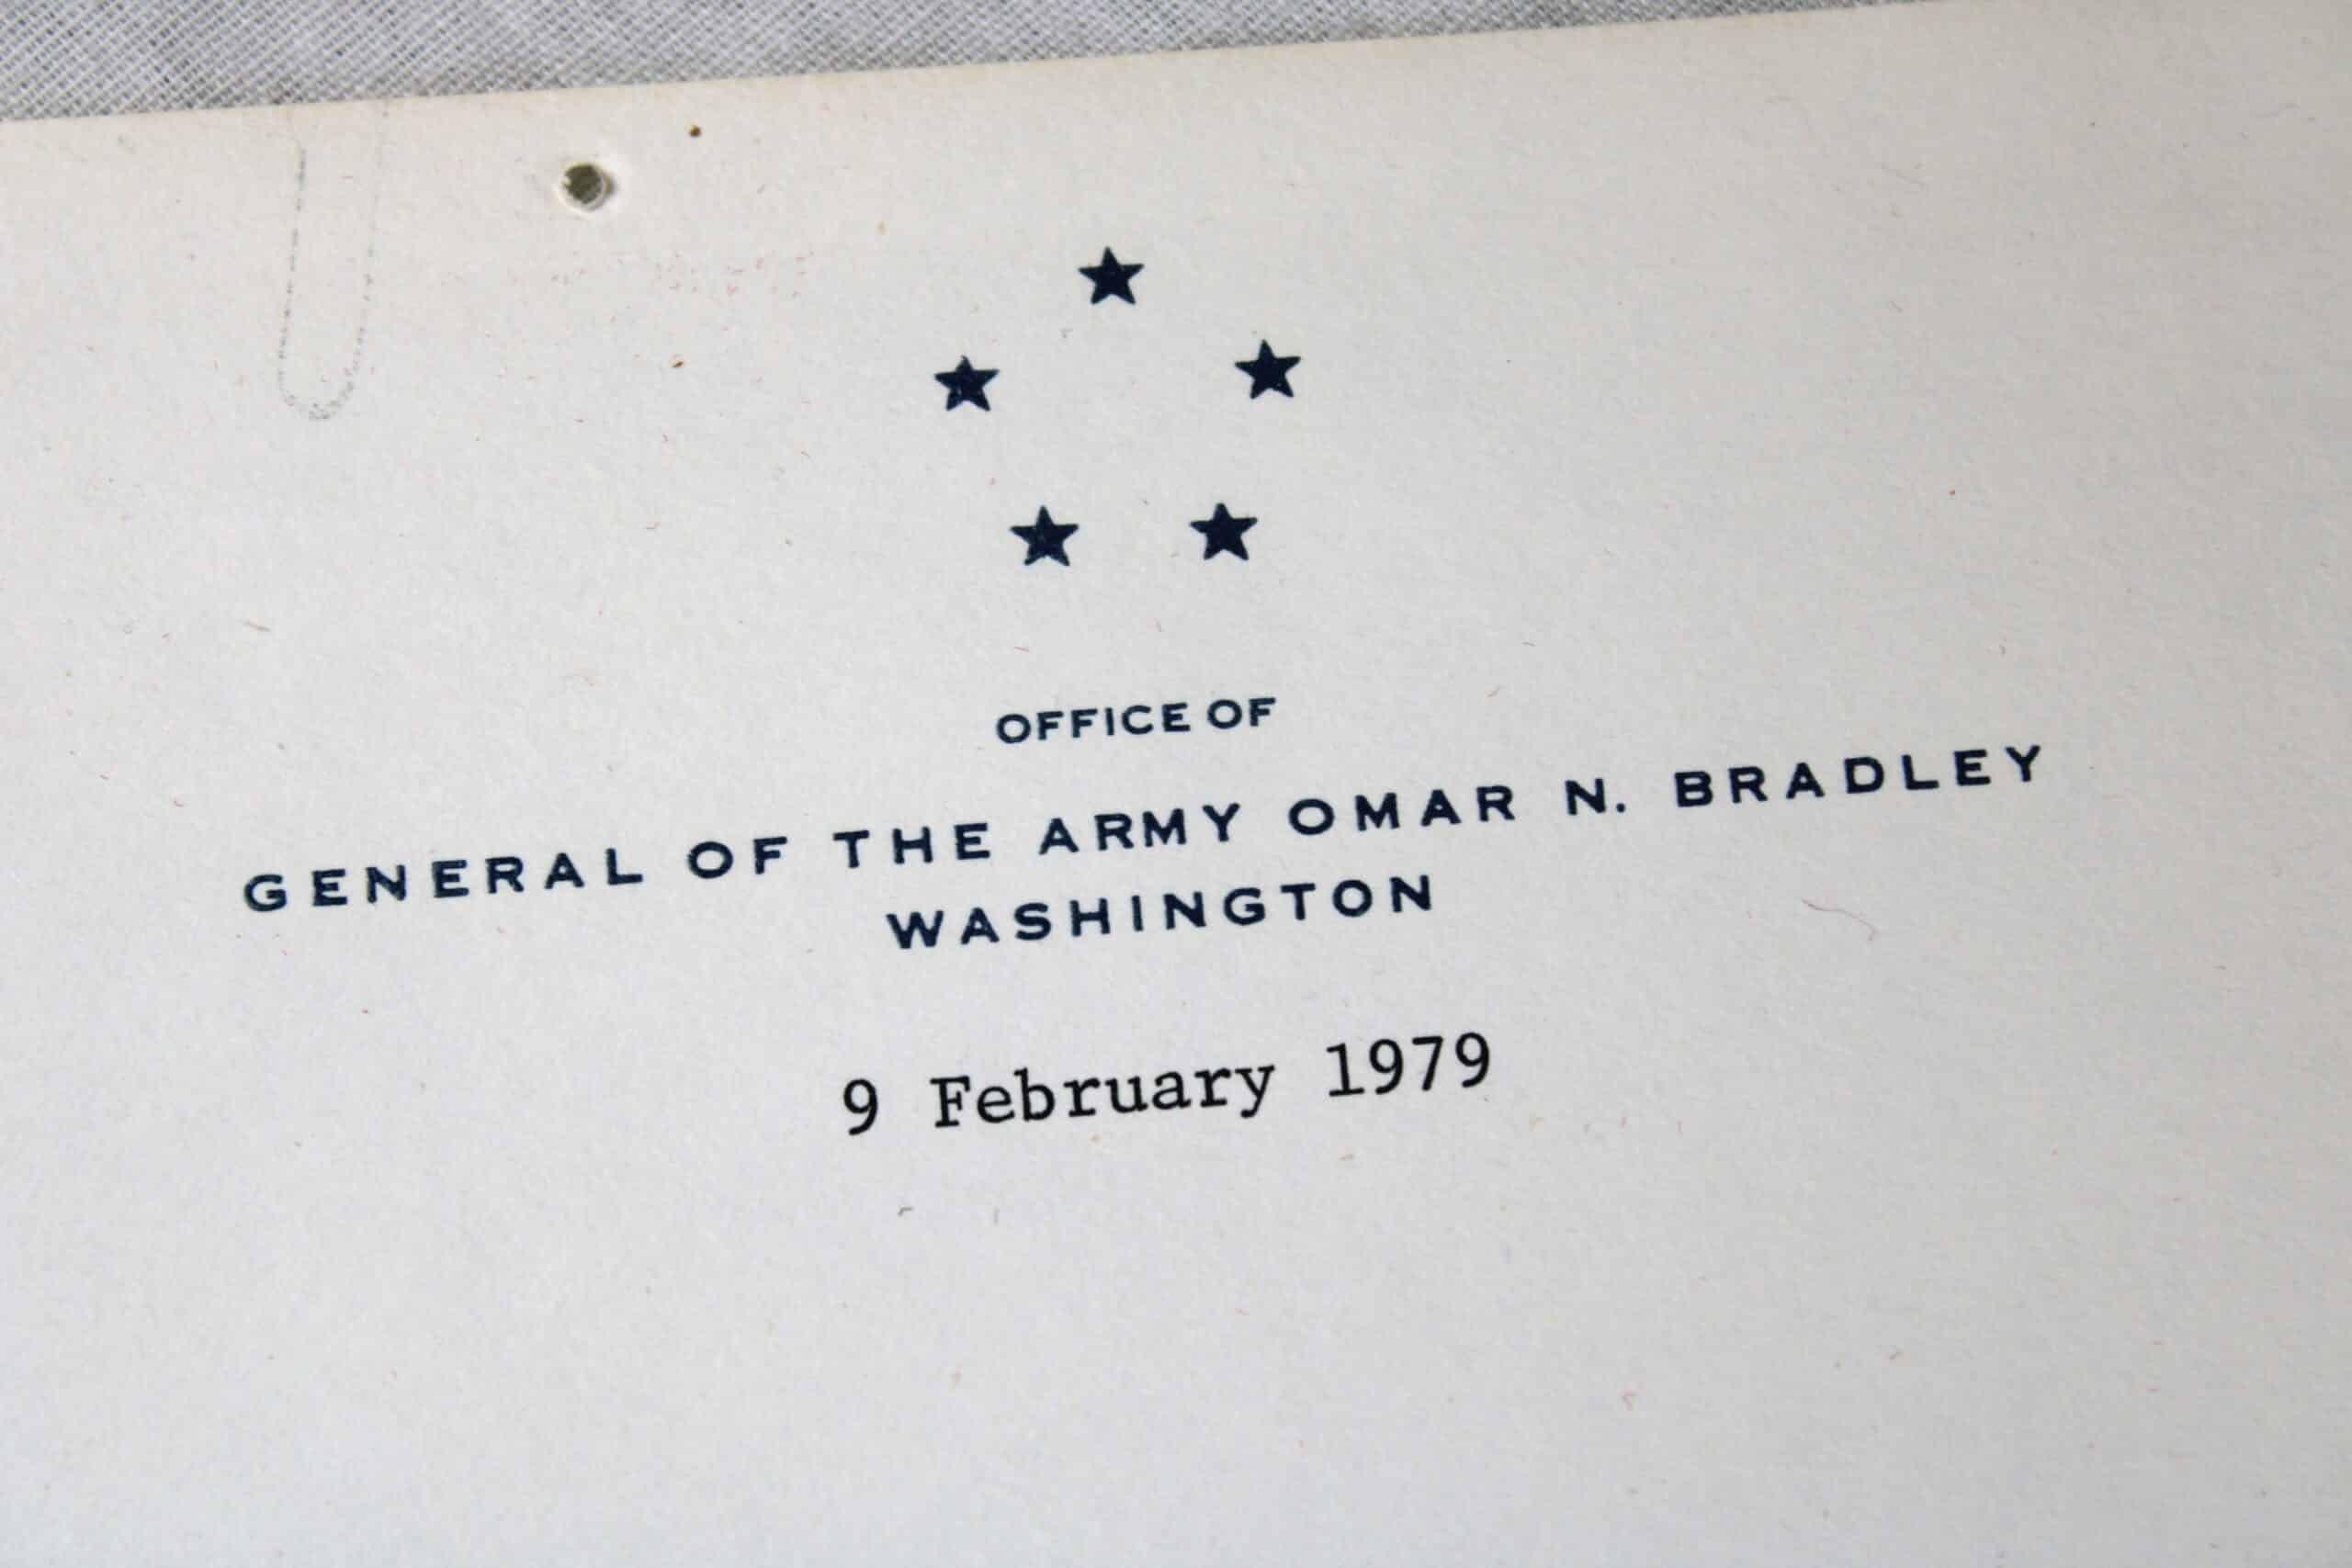 OFFICE OF
GENERAL OF THE ARMY OMAR N. BRADLEY
WASHINGTON
9 February 1979